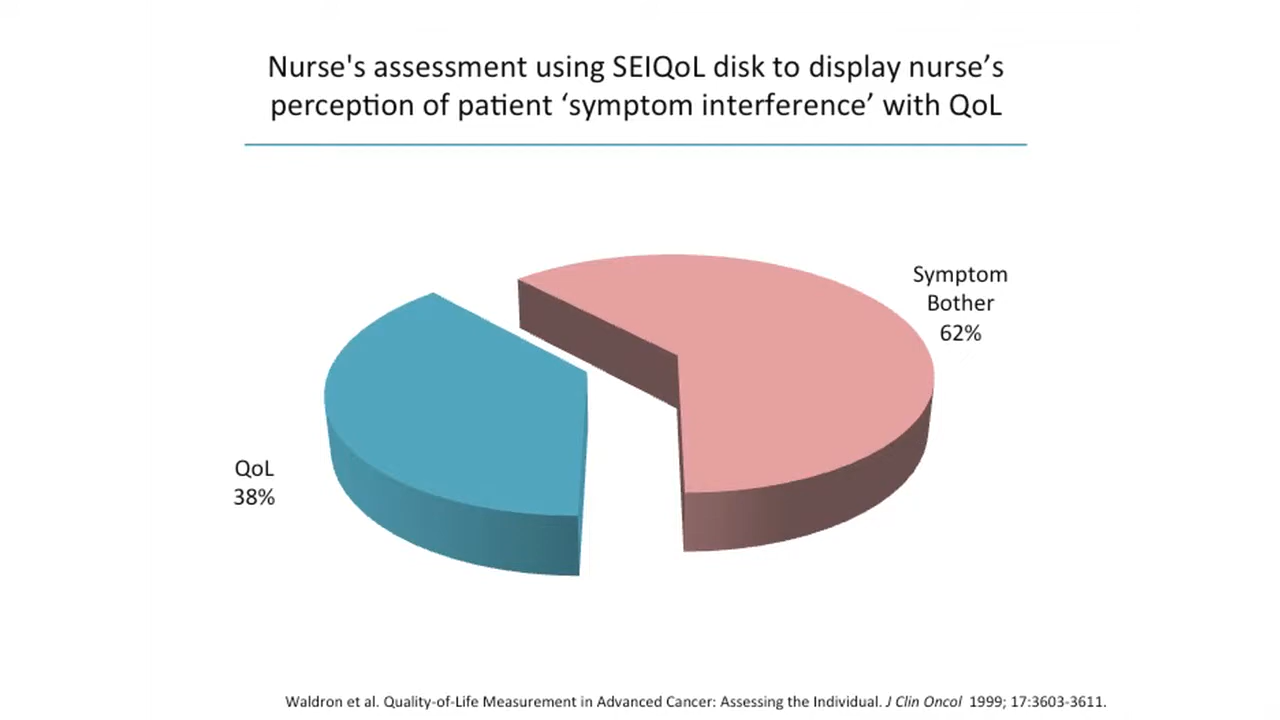 Nurse's assessment using SEIQoL disk to display nurse’s
perception of patient ‘symptom interference’ with QoL
Symptom
Bother
62%
QoL
38%
Waldron et al. Quality-of-Life Measurement in Advanced Cancer: Assessing the Individual. J Clin Oncol 1999; 17:3603-3611.